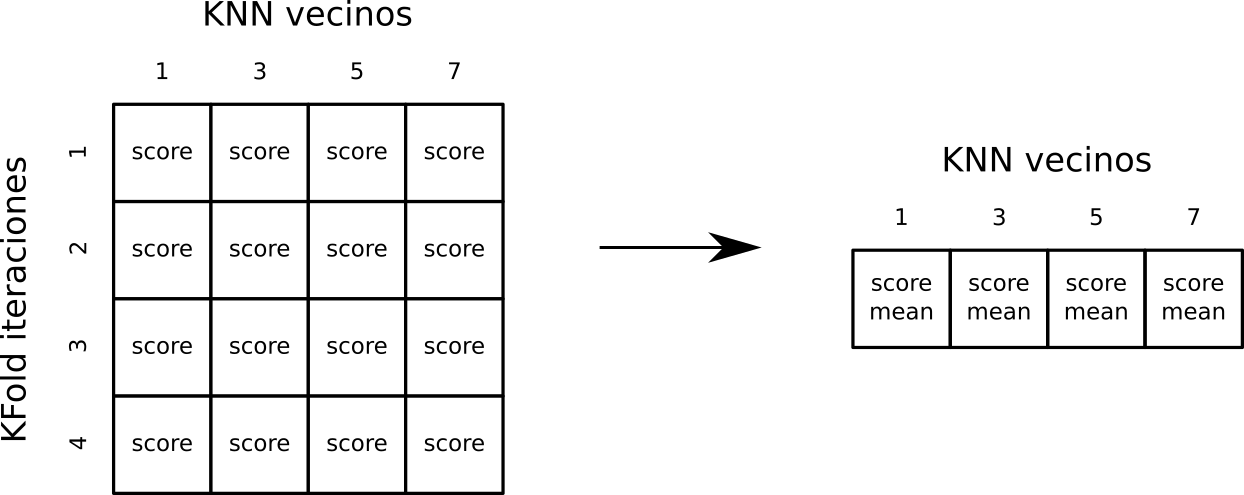 KNN vecinos
1 3 5 7
KFold iteraciones
1 score score score score
2 score score score score
3 score score score score
4 score score score score
KNN vecinos
1 3 5 7
score score score score
mean mean mean mean